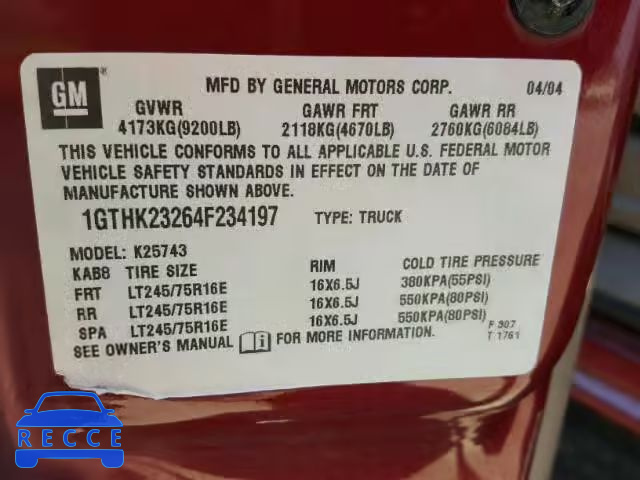 GM ®
MFD BY GENERAL MOTORS CORP. 04/04
GVWR GAWR FRT GAWR RR
4173KG(9200LB) 2118KG(4670LB) 2760KG(6084LB)
THIS VEHICLE CONFORMS TO ALL APPLICABLE U.S. FEDERAL MOTOR
VEHICLE SAFETY STANDARDS IN EFFECT ON THE DATE OF
MANUFACTURE SHOWN ABOVE.
1GTHK23264F234197 TYPE: TRUCK
MODEL: K25743
KAB8 TIRE SIZE RIM COLD TIRE PRESSURE
FRT LT245/75R16E 16X6.5J 380KPA(55PSI)
RR LT245/75R16E 16X6.5J 550KPA(80PSI)
SPA LT245/75R16E 16X6.5J 550KPA(80PSI)
SEE OWNER'S MANUAL i FOR MORE INFORMATION.
F 307
T 1761
RECCE